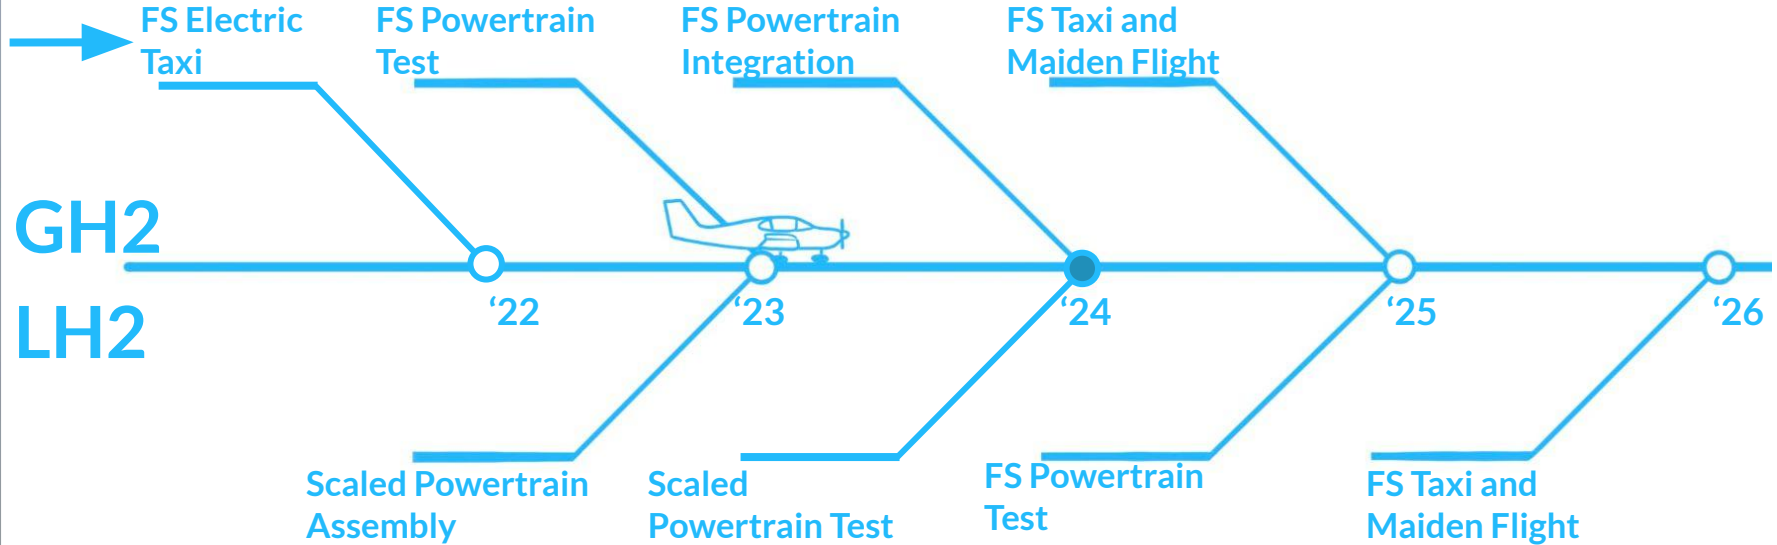 FS Electric
Taxi
FS Powertrain
Test
FS Powertrain
Integration
FS Taxi and
Maiden Flight
GH2
LH2
‘22
‘23
‘24
‘25
‘26
Scaled Powertrain
Assembly
Scaled
Powertrain Test
FS Powertrain
Test
FS Taxi and
Maiden Flight